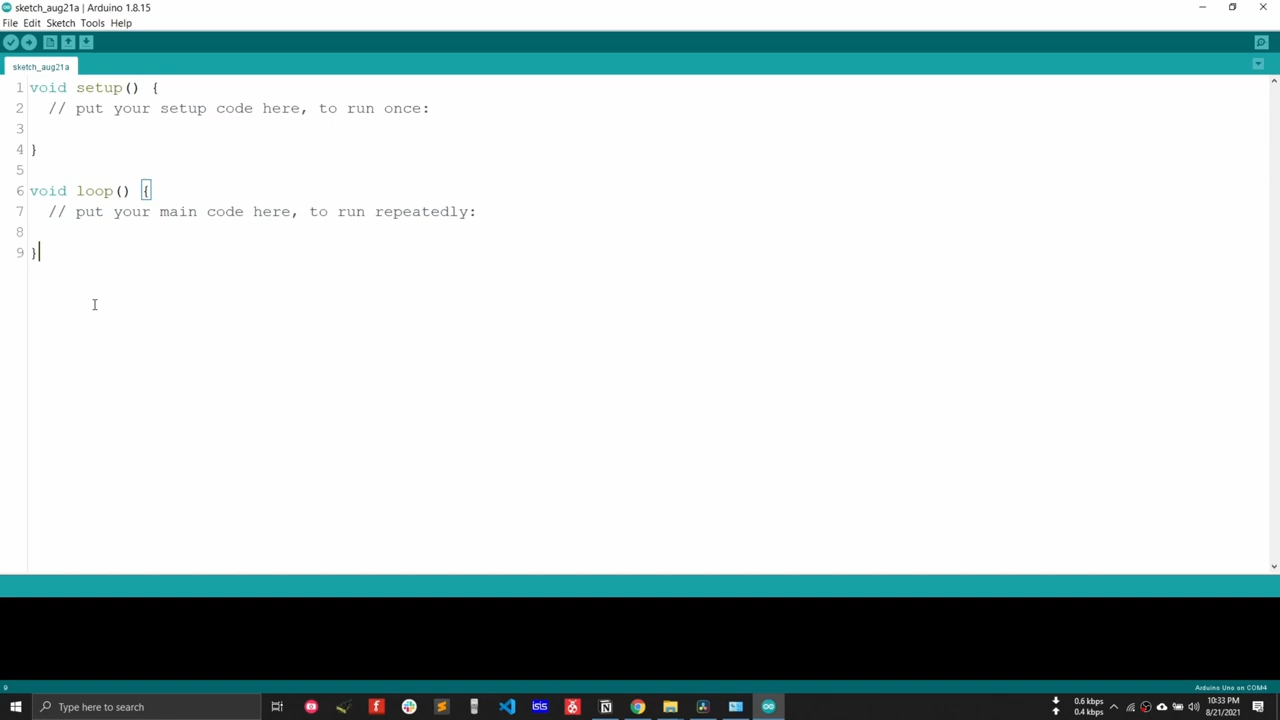 sketch_aug21a | Arduino 1.8.15
File Edit Sketch Tools Help
sketch_aug21a
1 void setup() {
2 // put your setup code here, to run once:
3
4 }
5
6 void loop() {
7 // put your main code here, to run repeatedly:
8
9 }
9
Arduino Uno on COM4
Type here to search
isis
0.6 kbps
0.4 kbps
10:33 PM
8/21/2021